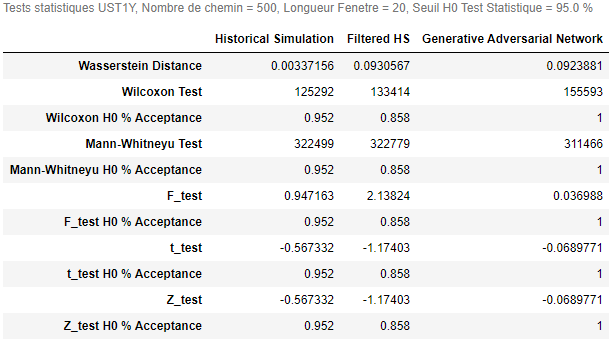 Tests statistiques UST1Y, Nombre de chemin = 500, Longueur Fenetre = 20, Seuil H0 Test Statistique = 95.0 %
Historical Simulation Filtered HS Generative Adversarial Network
Wasserstein Distance 0.00337156 0.0930567 0.0923881
Wilcoxon Test 125292 133414 155593
Wilcoxon H0 % Acceptance 0.952 0.858 1
Mann-Whitneyu Test 322499 322779 311466
Mann-Whitneyu H0 % Acceptance 0.952 0.858 1
F_test 0.947163 2.13824 0.036988
F_test H0 % Acceptance 0.952 0.858 1
t_test -0.567332 -1.17403 -0.0689771
t_test H0 % Acceptance 0.952 0.858 1
Z_test -0.567332 -1.17403 -0.0689771
Z_test H0 % Acceptance 0.952 0.858 1